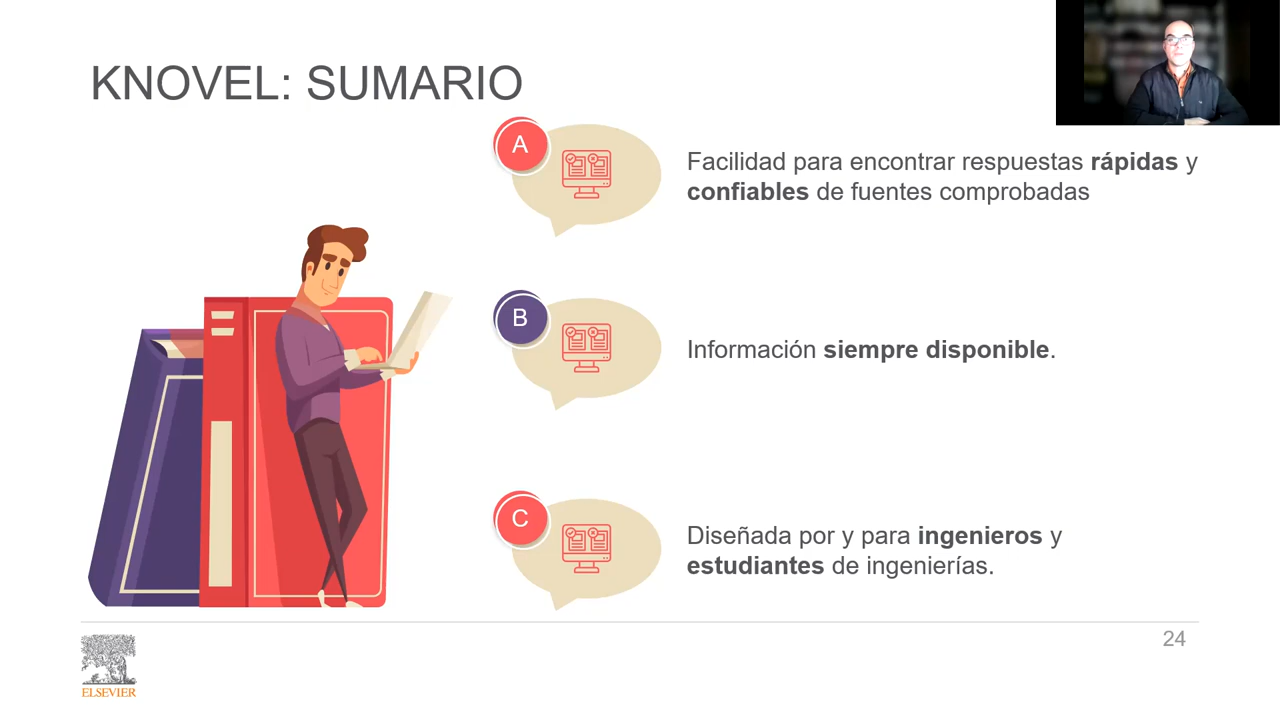 KNOVEL: SUMARIO
A
Facilidad para encontrar respuestas rápidas y
confiables de fuentes comprobadas
B
Información siempre disponible.
C
Diseñada por y para ingenieros y
estudiantes de ingenierías.
24
ELSEVIER